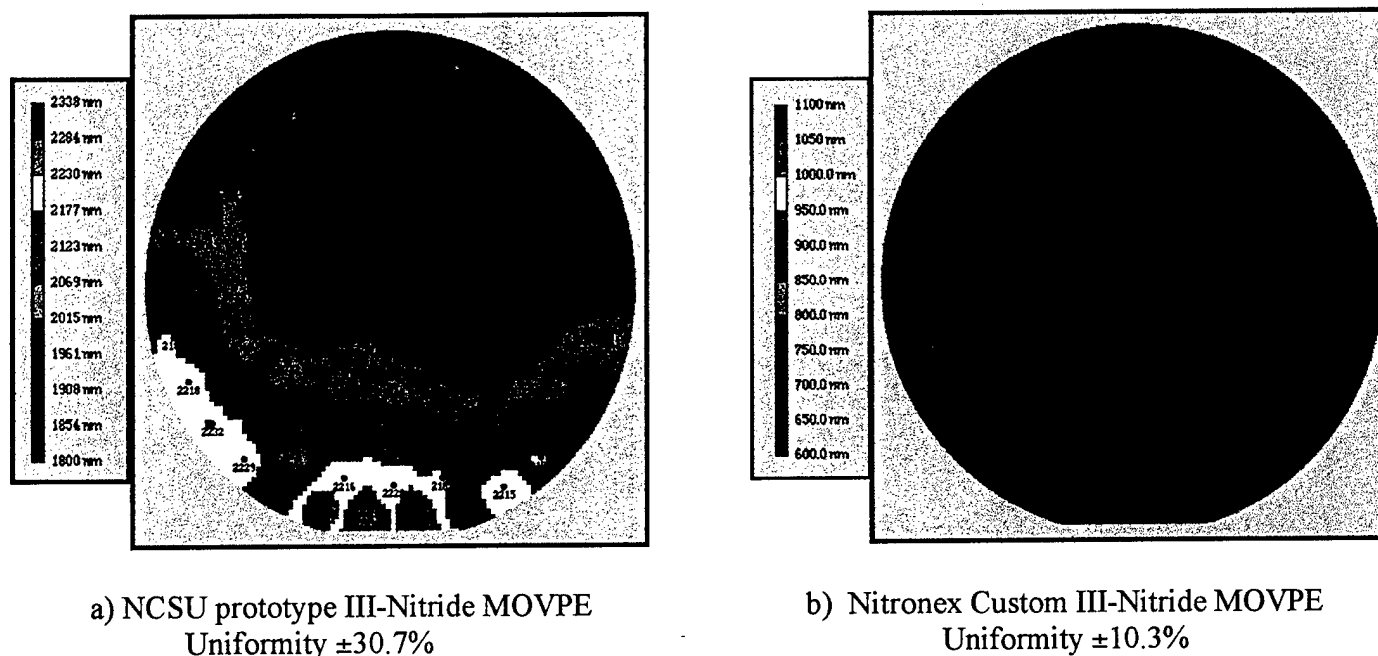 2338 nm
2284 nm
2230 nm
2177 nm
2123 nm
2069 nm
2015 nm
1961 nm
1908 nm
1854 nm
1800 nm
2218
2232
2229
2216
2215
1100 nm
1050 nm
1000.0 nm
950.0 nm
900.0 nm
850.0 nm
800.0 nm
750.0 nm
700.0 nm
650.0 nm
600.0 nm
a) NCSU prototype III-Nitride MOVPE
Uniformity ±30.7%
b) Nitronex Custom III-Nitride MOVPE
Uniformity ±10.3%